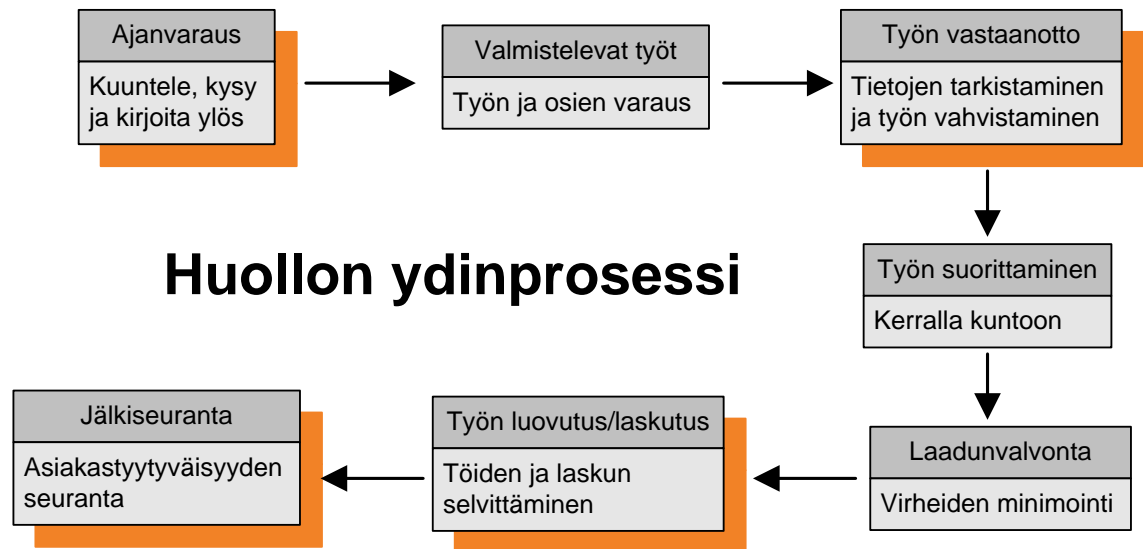 Ajanvaraus
Kuuntele, kysy
ja kirjoita ylös
Valmistelevat työt
Työn ja osien varaus
Työn vastaanotto
Tietojen tarkistaminen
ja työn vahvistaminen
Huollon ydinprosessi
Työn suorittaminen
Kerralla kuntoon
Laadunvalvonta
Virheiden minimointi
Työn luovutus/laskutus
Töiden ja laskun
selvittäminen
Jälkiseuranta
Asiakastyytyväisyyden
seuranta